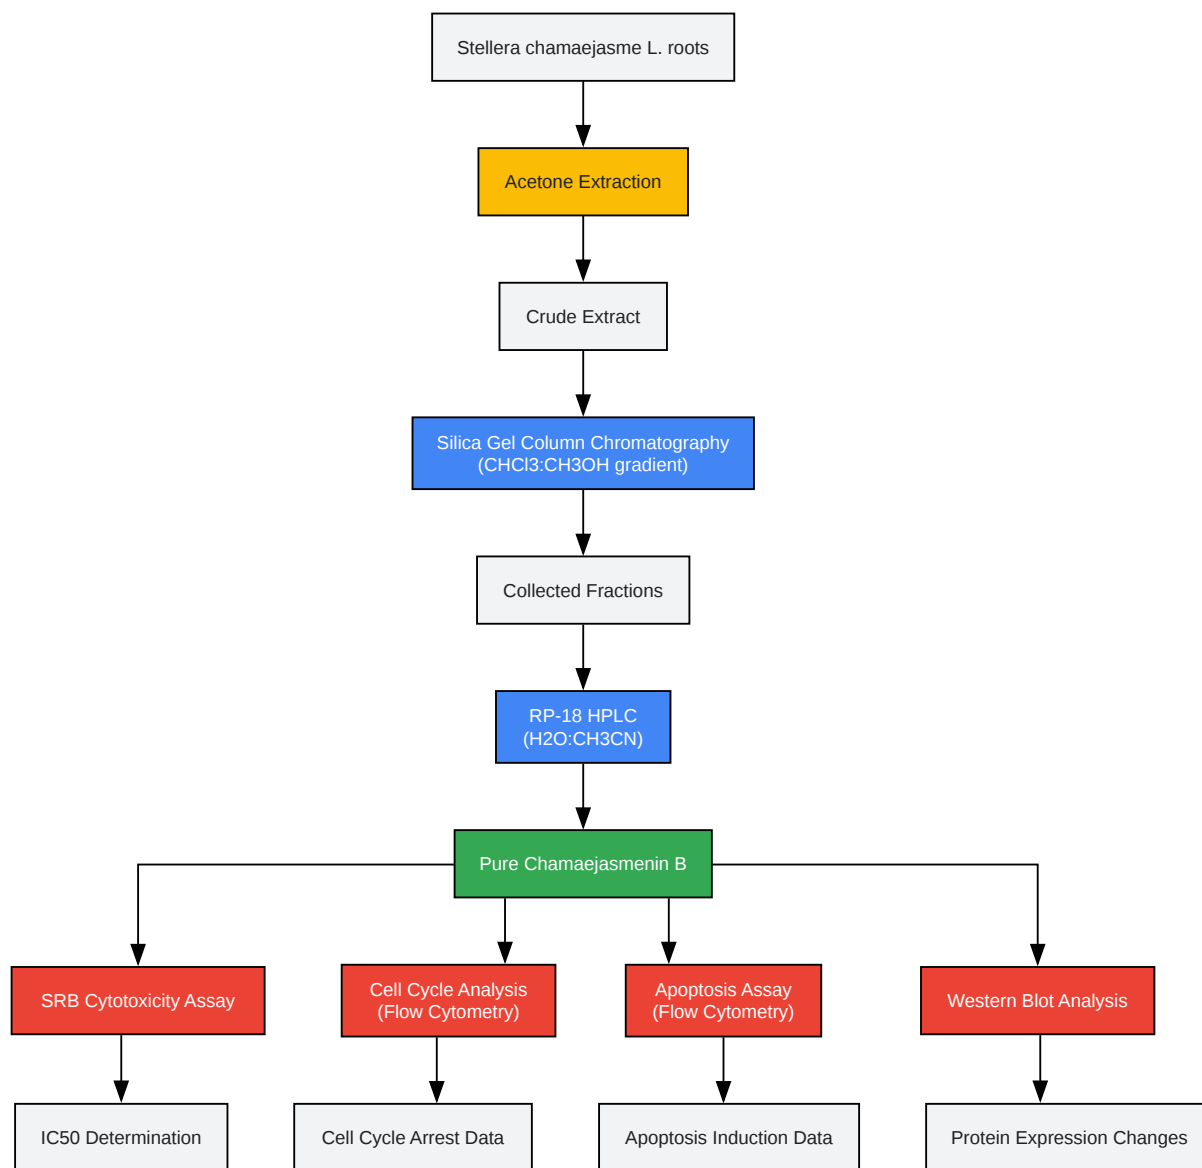 Stellera chamaejasme L. roots
Acetone Extraction
Crude Extract
Silica Gel Column Chromatography
(CHCl3:CH3OH gradient)
Collected Fractions
RP-18 HPLC
(H2O:CH3CN)
Pure Chamaejasmenin B
SRB Cytotoxicity Assay
Cell Cycle Analysis
(Flow Cytometry)
Apoptosis Assay
(Flow Cytometry)
Western Blot Analysis
IC50 Determination
Cell Cycle Arrest Data
Apoptosis Induction Data
Protein Expression Changes